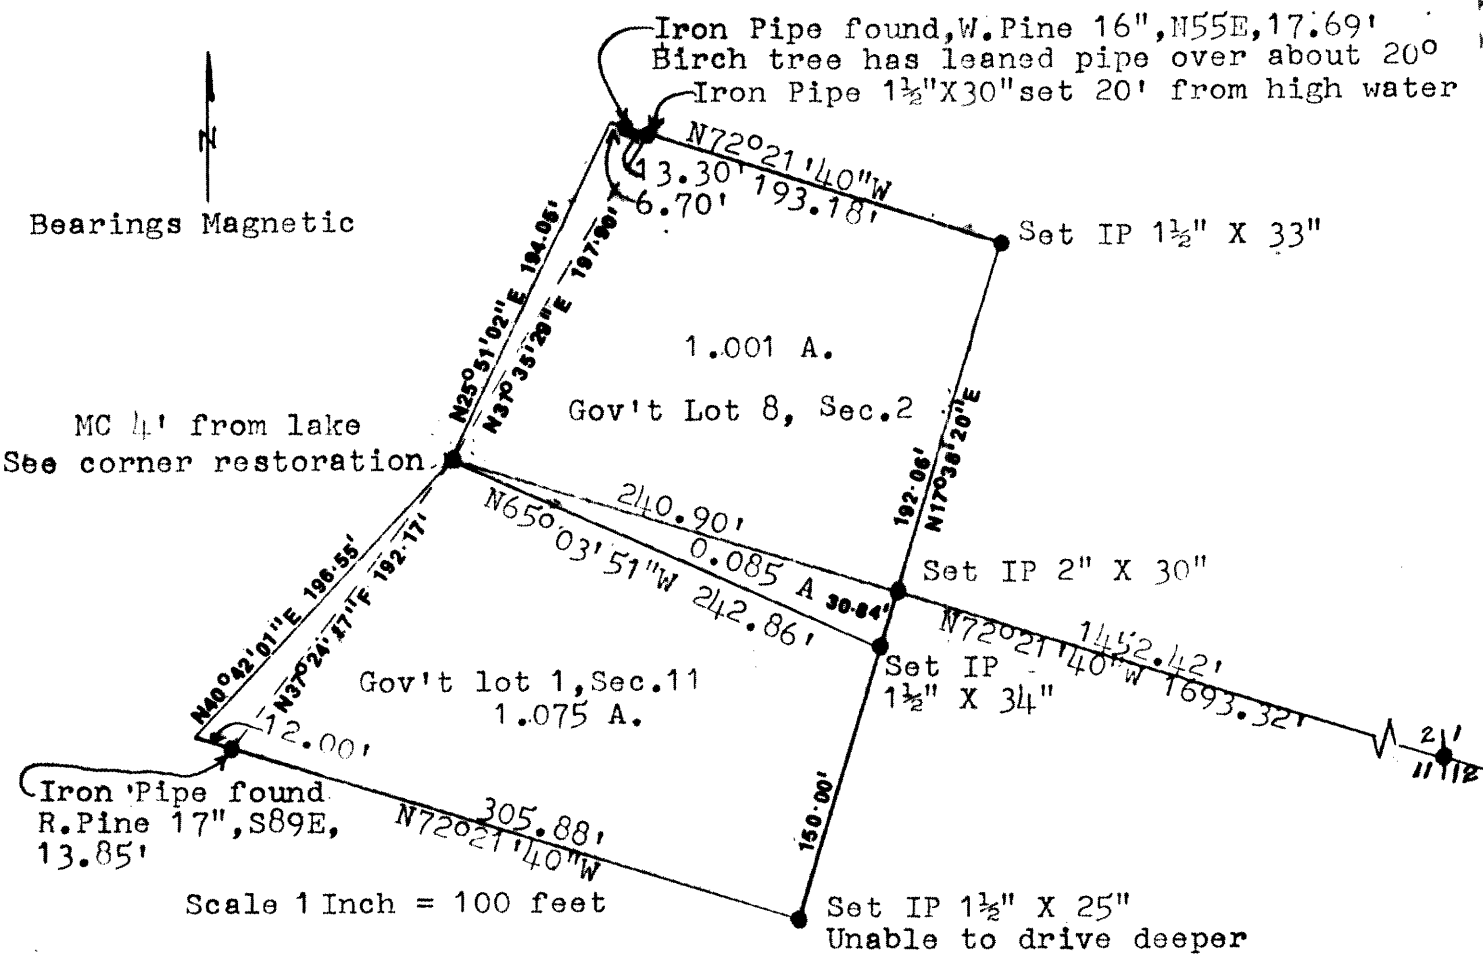 Iron Pipe found,W.Pine 16",N55E,17.69'
Birch tree has leaned pipe over about 20°
Iron Pipe 1½"X30"set 20' from high water
N
Bearings Magnetic
N72°21'40"W
193.18'
13.30'
6.70'
Set IP 1½" X 33"
N25°51'02"E 194.05'
N37°35'29"E 197.90'
1.001 A.
Gov't Lot 8, Sec.2
192.06'
N17°38'20"E
MC 4' from lake
See corner restoration
240.90'
N65°03'51"W 242.86'
0.085 A
30.84'
Set IP 2" X 30"
N72°21'40"W
1452.42'
1693.32'
Set IP
1½" X 34"
N40°42'01"E 196.55'
N37°24'17"E 192.17'
Gov't lot 1,Sec.11
1.075 A.
12.00'
2 1
11 12
Iron Pipe found
R.Pine 17",S89E,
13.85'
305.88'
N72°21'40"W
150.00'
Scale 1 Inch = 100 feet
Set IP 1½" X 25"
Unable to drive deeper